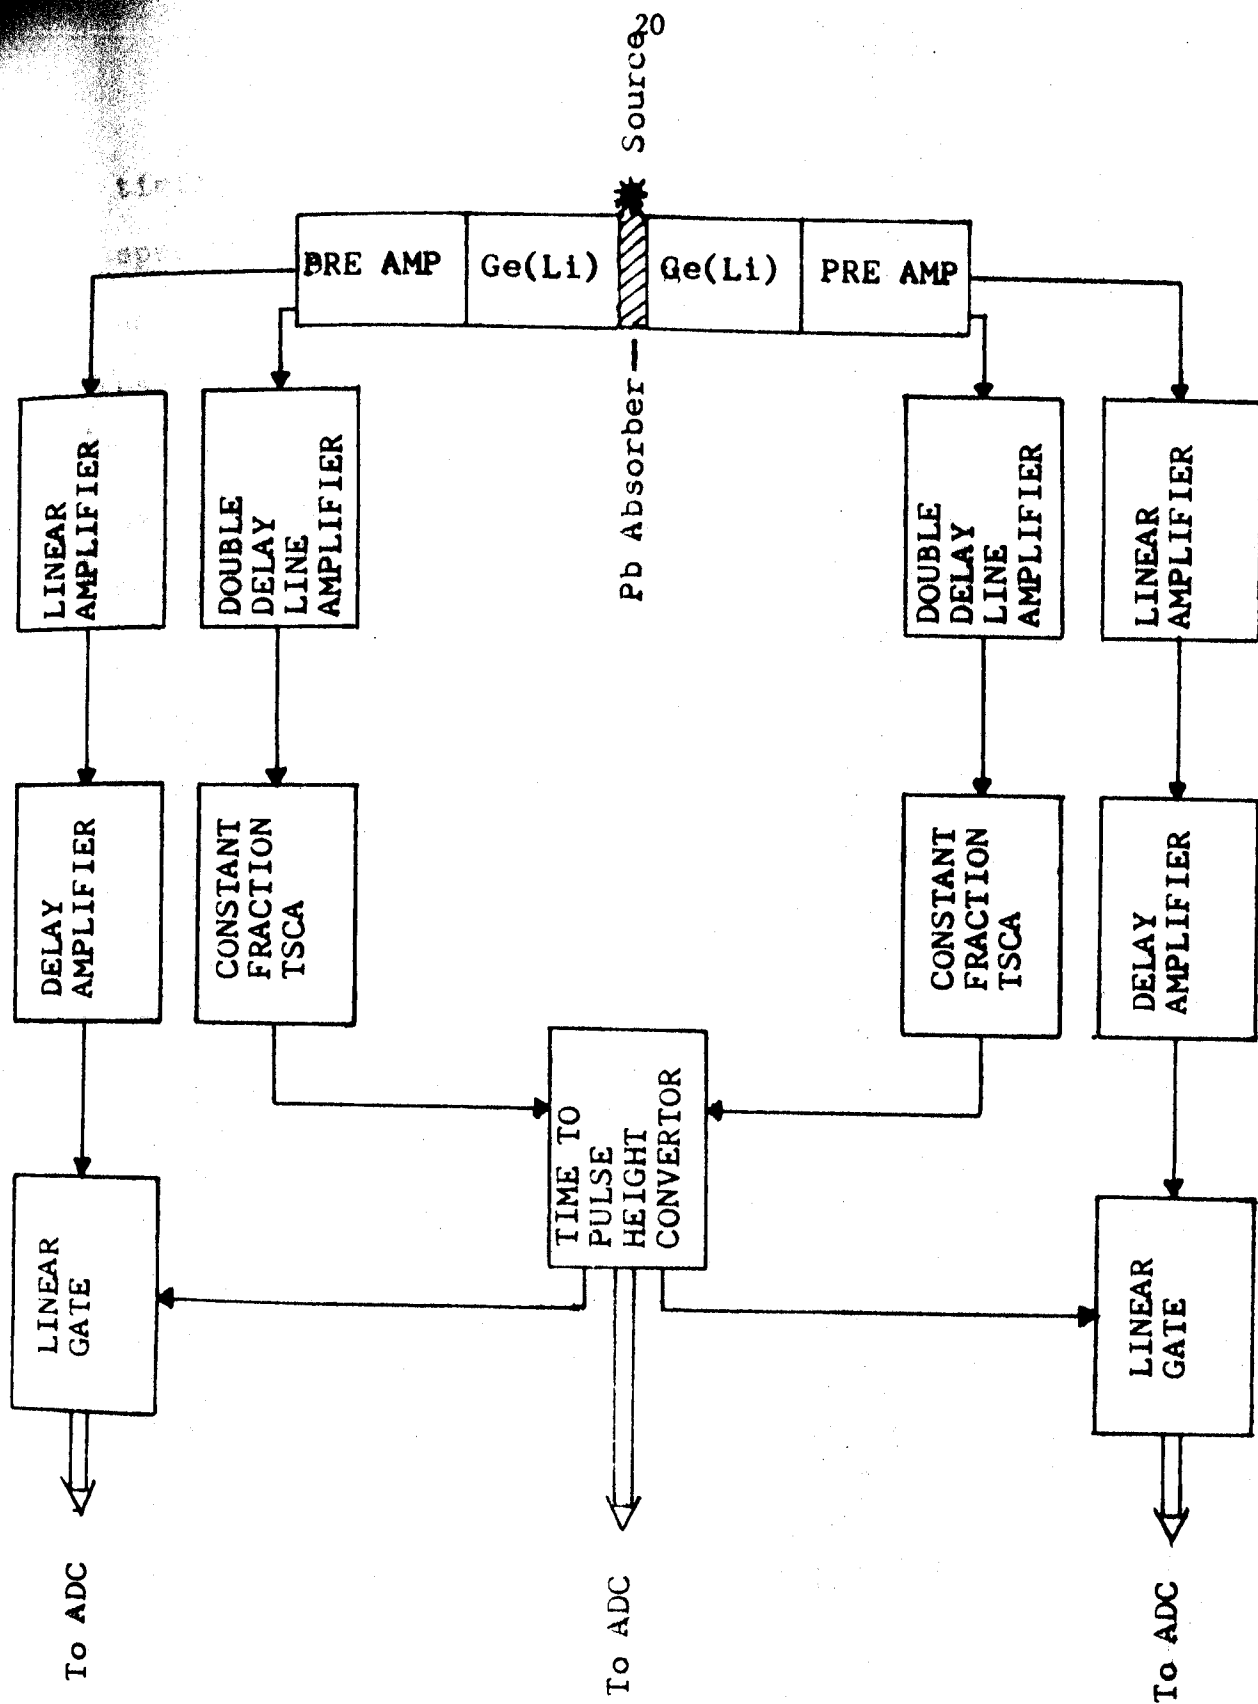 20
Source
PRE AMP
Ge(Li)
Ge(Li)
PRE AMP
Pb Absorber
LINEAR
AMPLIFIER
DOUBLE
DELAY
LINE
AMPLIFIER
DOUBLE
DELAY
LINE
AMPLIFIER
LINEAR
AMPLIFIER
DELAY
AMPLIFIER
CONSTANT
FRACTION
TSCA
CONSTANT
FRACTION
TSCA
DELAY
AMPLIFIER
TIME TO
PULSE
HEIGHT
CONVERTOR
LINEAR
GATE
LINEAR
GATE
To ADC
To ADC
To ADC